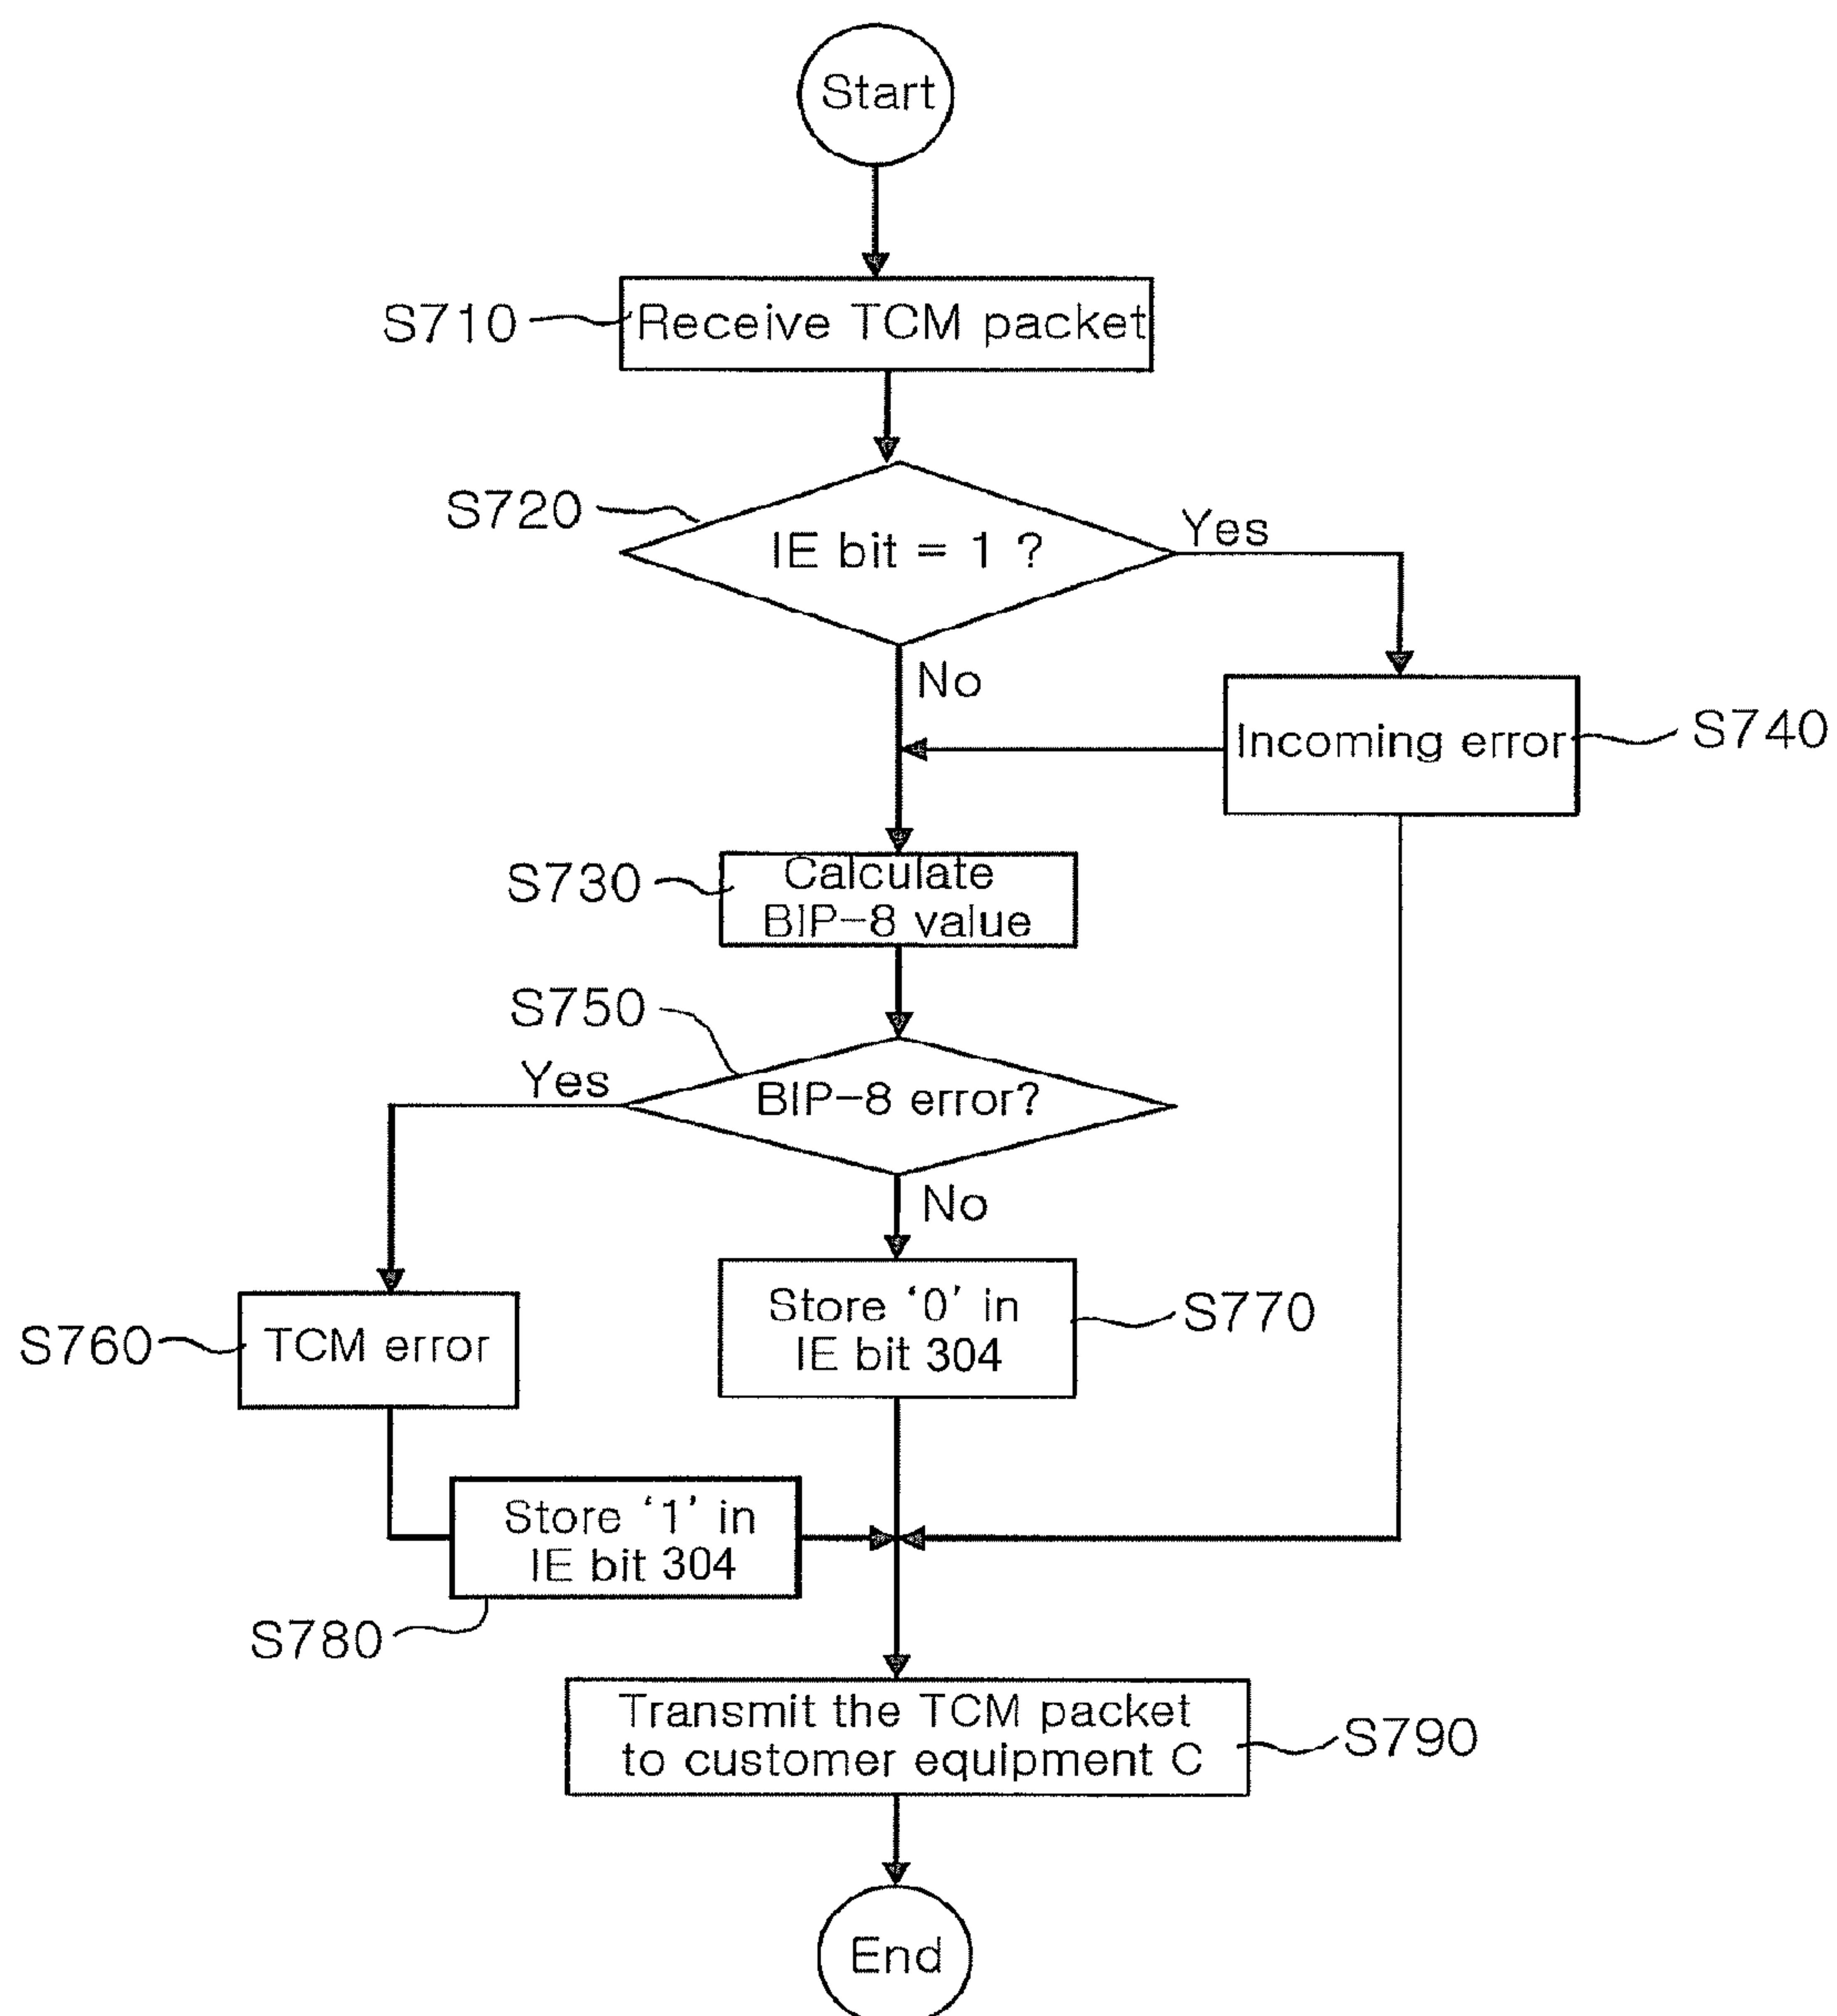 Start
S710
Receive TCM packet
S720
IE bit = 1 ?
Yes
No
Incoming error
S740
S730
Calculate
BIP-8 value
S750
Yes
BIP-8 error?
No
S760
TCM error
Store ‘0’ in
IE bit 304
S770
Store ‘1’ in
IE bit 304
S780
Transmit the TCM packet
to customer equipment C
S790
End